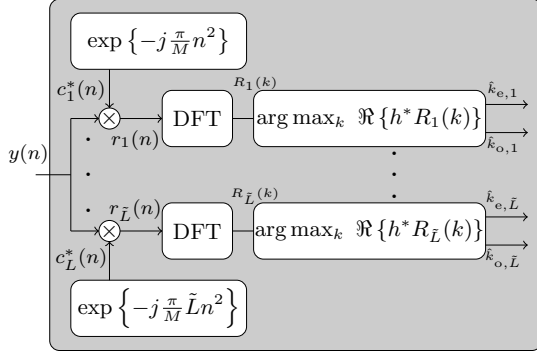 exp {−j π/M n²}
c₁*(n)
R₁(k)
k̂ₑ,₁
DFT
arg maxₖ ℜ {h*R₁(k)}
r₁(n)
k̂ₒ,₁
y(n)
r_L̃(n)
R_L̃(k)
k̂_{e,L̃}
DFT
arg maxₖ ℜ {h*R_L̃(k)}
c*_L(n)
k̂_{o,L̃}
exp {−j π/M L̃n²}